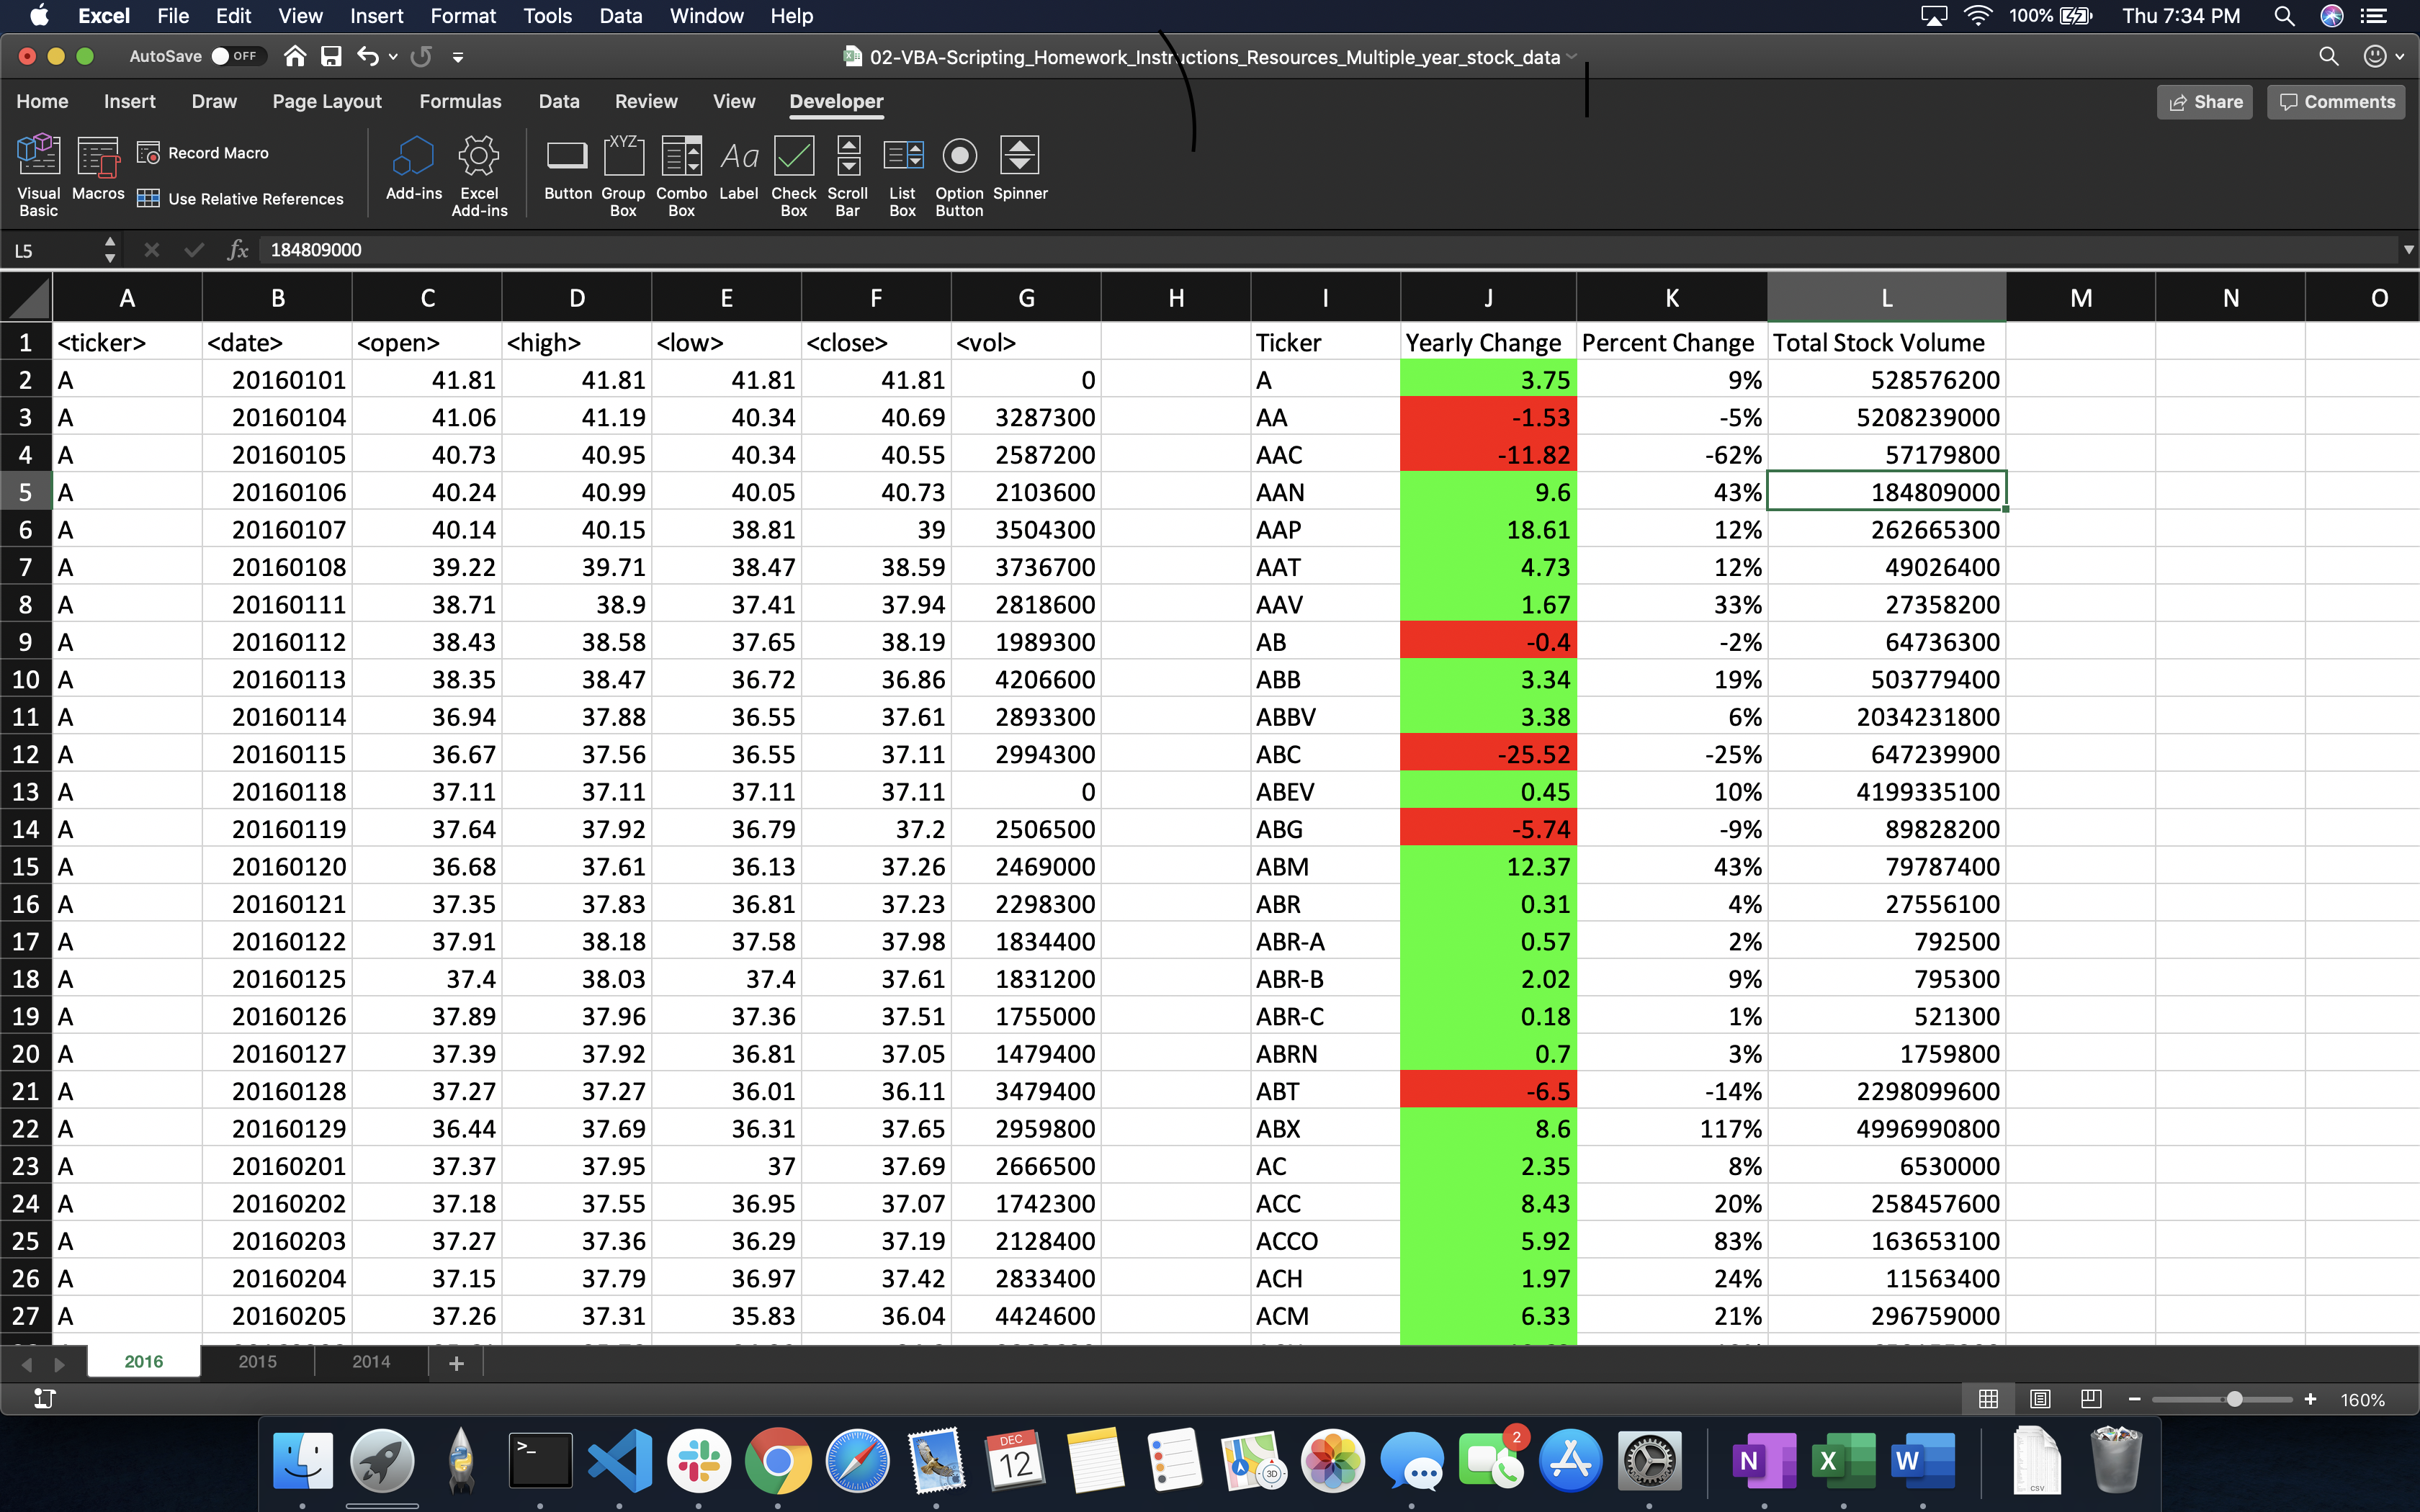 Excel File Edit View Insert Format Tools Data Window Help 100% Thu 7:34 PM
AutoSave OFF 02-VBA-Scripting_Homework_Instructions_Resources_Multiple_year_stock_data
Home Insert Draw Page Layout Formulas Data Review View Developer Share Comments
Visual Basic Macros Record Macro Use Relative References Add-ins Excel Add-ins Button Group Box Combo Box Label Check Box Scroll Bar List Box Option Button Spinner
L5 fx 184809000
A B C D E F G H I J K L M N O
1 <ticker> <date> <open> <high> <low> <close> <vol> Ticker Yearly Change Percent Change Total Stock Volume
2 A 20160101 41.81 41.81 41.81 41.81 0 A 3.75 9% 528576200
3 A 20160104 41.06 41.19 40.34 40.69 3287300 AA -1.53 -5% 5208239000
4 A 20160105 40.73 40.95 40.34 40.55 2587200 AAC -11.82 -62% 57179800
5 A 20160106 40.24 40.99 40.05 40.73 2103600 AAN 9.6 43% 184809000
6 A 20160107 40.14 40.15 38.81 39 3504300 AAP 18.61 12% 262665300
7 A 20160108 39.22 39.71 38.47 38.59 3736700 AAT 4.73 12% 49026400
8 A 20160111 38.71 38.9 37.41 37.94 2818600 AAV 1.67 33% 27358200
9 A 20160112 38.43 38.58 37.65 38.19 1989300 AB -0.4 -2% 64736300
10 A 20160113 38.35 38.47 36.72 36.86 4206600 ABB 3.34 19% 503779400
11 A 20160114 36.94 37.88 36.55 37.61 2893300 ABBV 3.38 6% 2034231800
12 A 20160115 36.67 37.56 36.55 37.11 2994300 ABC -25.52 -25% 647239900
13 A 20160118 37.11 37.11 37.11 37.11 0 ABEV 0.45 10% 4199335100
14 A 20160119 37.64 37.92 36.79 37.2 2506500 ABG -5.74 -9% 89828200
15 A 20160120 36.68 37.61 36.13 37.26 2469000 ABM 12.37 43% 79787400
16 A 20160121 37.35 37.83 36.81 37.23 2298300 ABR 0.31 4% 27556100
17 A 20160122 37.91 38.18 37.58 37.98 1834400 ABR-A 0.57 2% 792500
18 A 20160125 37.4 38.03 37.4 37.61 1831200 ABR-B 2.02 9% 795300
19 A 20160126 37.89 37.96 37.36 37.51 1755000 ABR-C 0.18 1% 521300
20 A 20160127 37.39 37.92 36.81 37.05 1479400 ABRN 0.7 3% 1759800
21 A 20160128 37.27 37.27 36.01 36.11 3479400 ABT -6.5 -14% 2298099600
22 A 20160129 36.44 37.69 36.31 37.65 2959800 ABX 8.6 117% 4996990800
23 A 20160201 37.37 37.95 37 37.69 2666500 AC 2.35 8% 6530000
24 A 20160202 37.18 37.55 36.95 37.07 1742300 ACC 8.43 20% 258457600
25 A 20160203 37.27 37.36 36.29 37.19 2128400 ACCO 5.92 83% 163653100
26 A 20160204 37.15 37.79 36.97 37.42 2833400 ACH 1.97 24% 11563400
27 A 20160205 37.26 37.31 35.83 36.04 4424600 ACM 6.33 21% 296759000
2016 2015 2014 +
160%
DEC 12 3D 2 N X W CSV